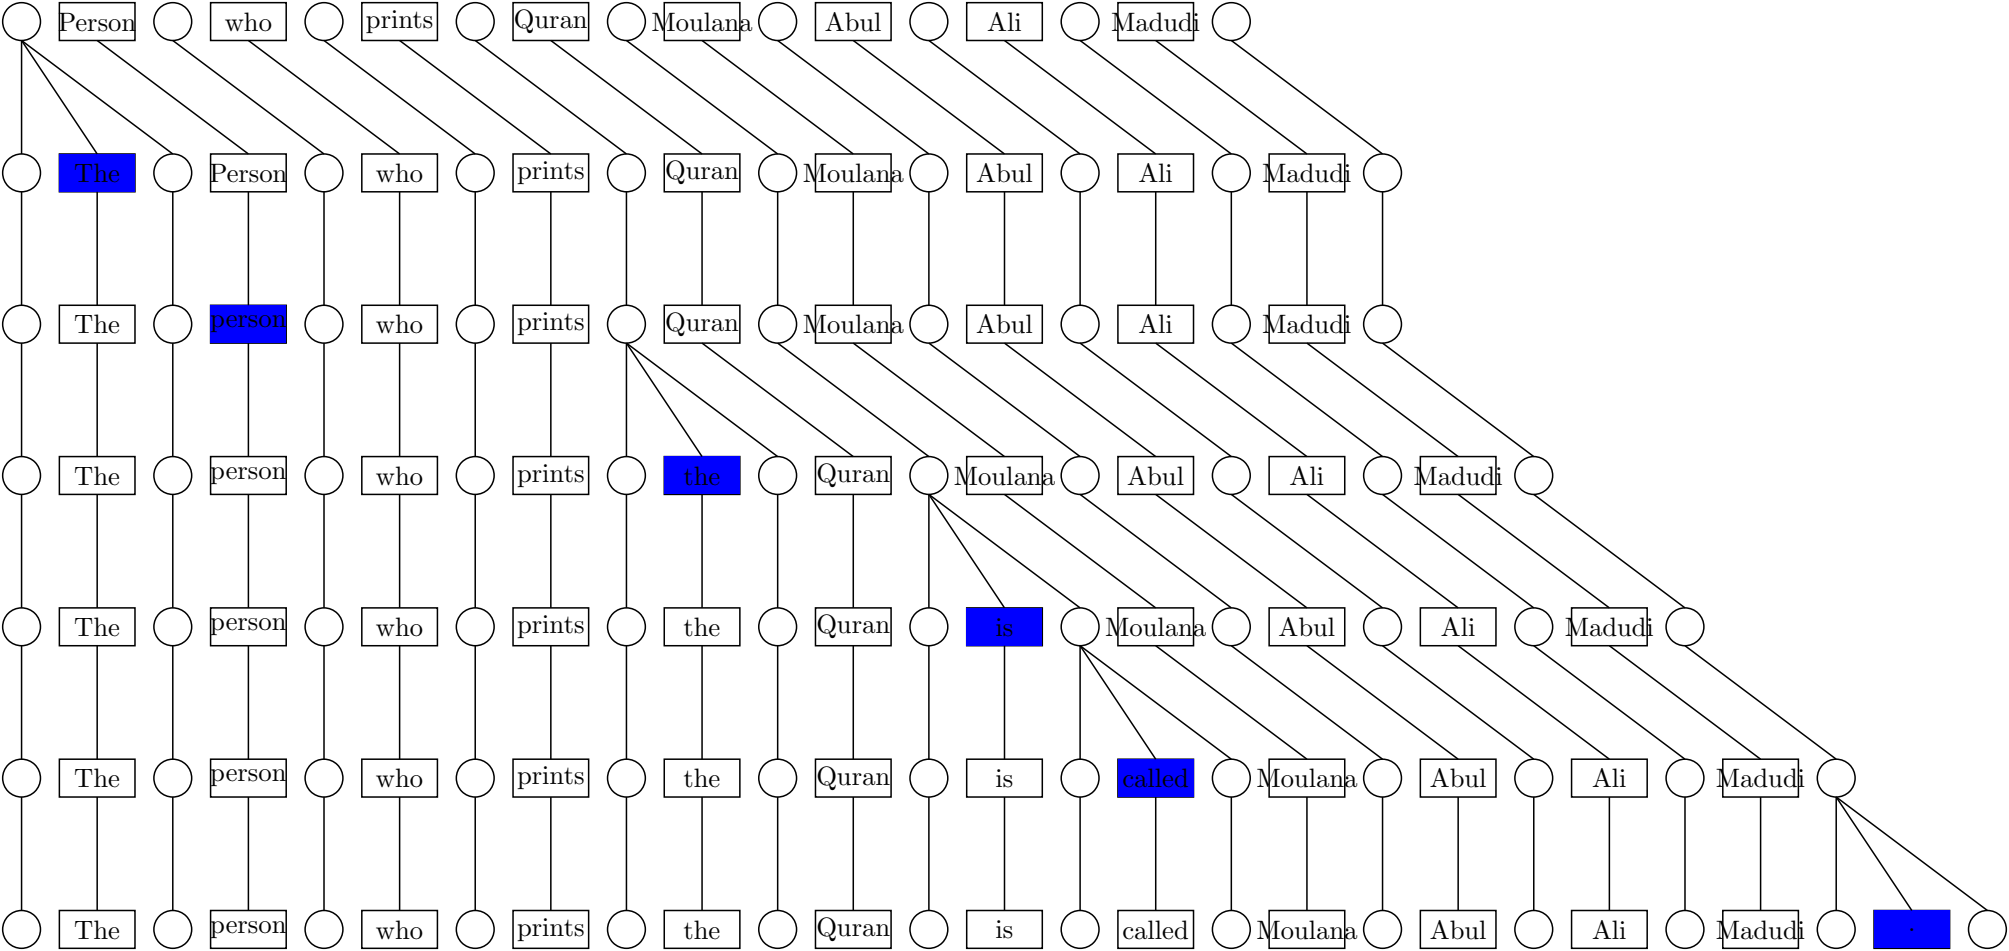 Person who prints Quran Moulana Abul Ali Madudi
The Person who prints Quran Moulana Abul Ali Madudi
The person who prints Quran Moulana Abul Ali Madudi
The person who prints the Quran Moulana Abul Ali Madudi
The person who prints the Quran is Moulana Abul Ali Madudi
The person who prints the Quran is called Moulana Abul Ali Madudi
The person who prints the Quran is called Moulana Abul Ali Madudi .